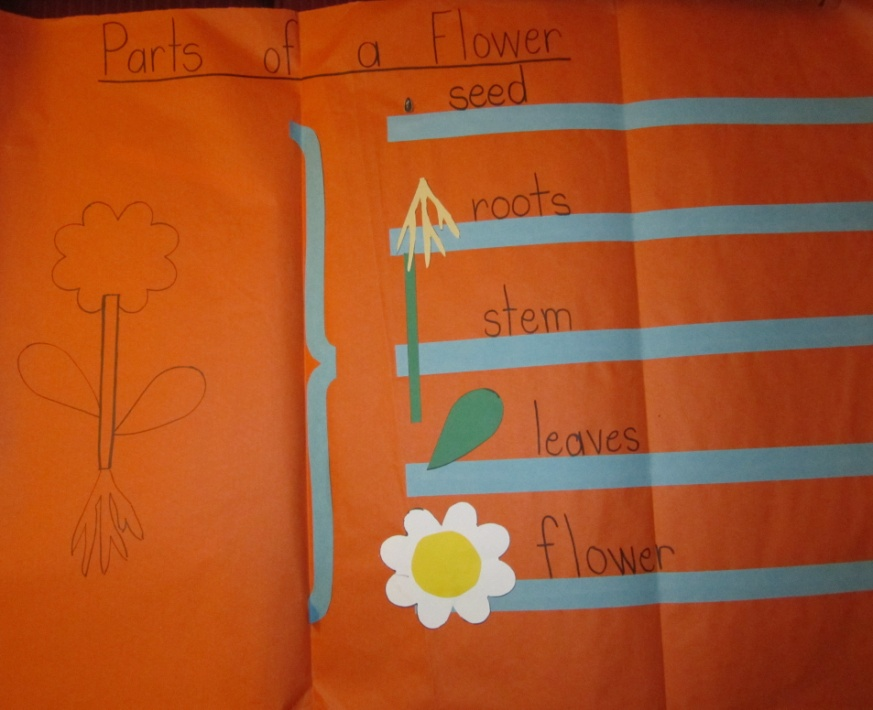 Parts of a Flower
seed
roots
stem
leaves
flower